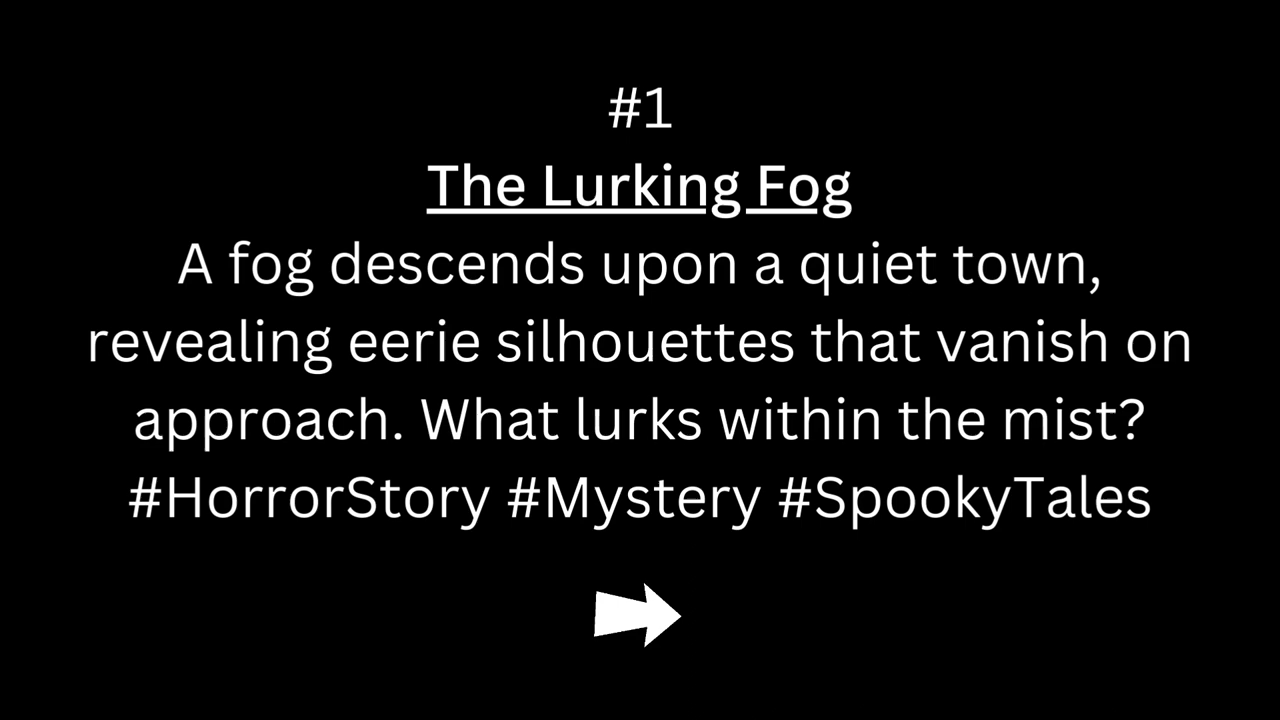 #1
The Lurking Fog
A fog descends upon a quiet town,
revealing eerie silhouettes that vanish on
approach. What lurks within the mist?
#HorrorStory #Mystery #SpookyTales